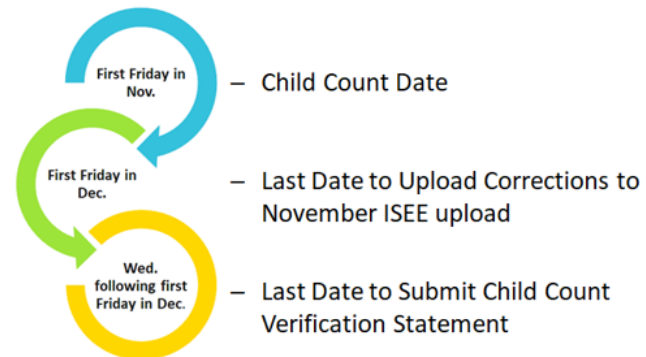 First Friday in
Nov.
– Child Count Date
First Friday in
Dec.
– Last Date to Upload Corrections to
November ISEE upload
Wed.
following first
Friday in Dec.
– Last Date to Submit Child Count
Verification Statement